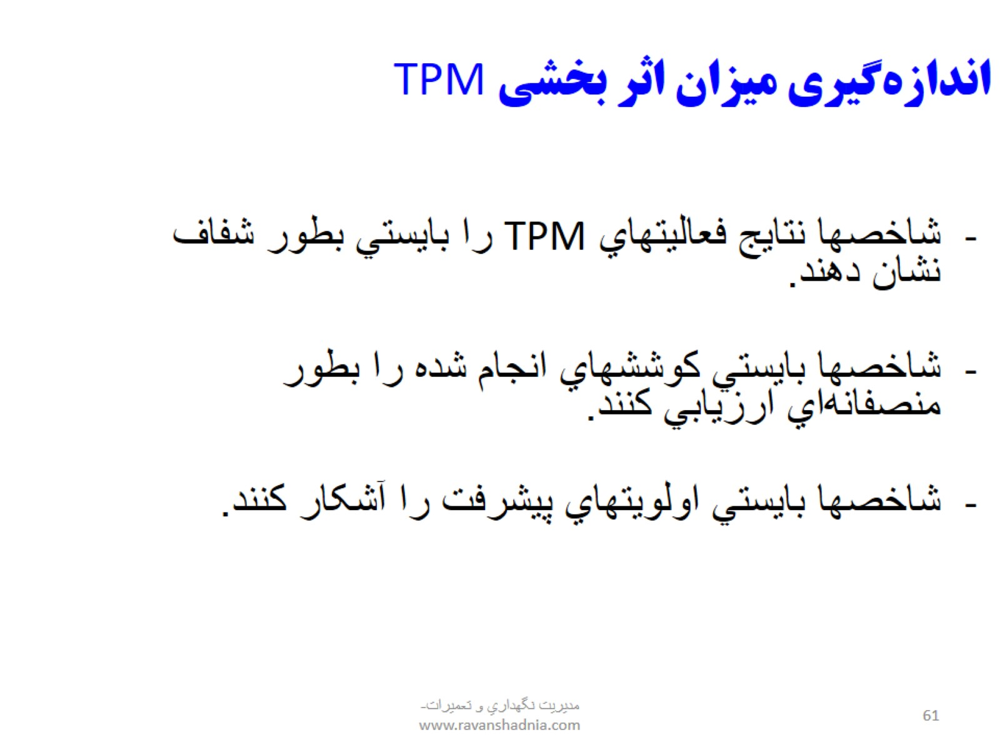 اندازه‌گیری میزان اثر بخشی TPM
- شاخصها نتايج فعاليتهاي TPM را بايستي بطور شفاف
نشان دهند.
- شاخصها بايستي كوششهاي انجام شده را بطور
منصفانه‌اي ارزيابي كنند.
- شاخصها بايستي اولويتهاي پيشرفت را آشكار كنند.
مديريت نگهداري و تعميرات-
www.ravanshadnia.com
61